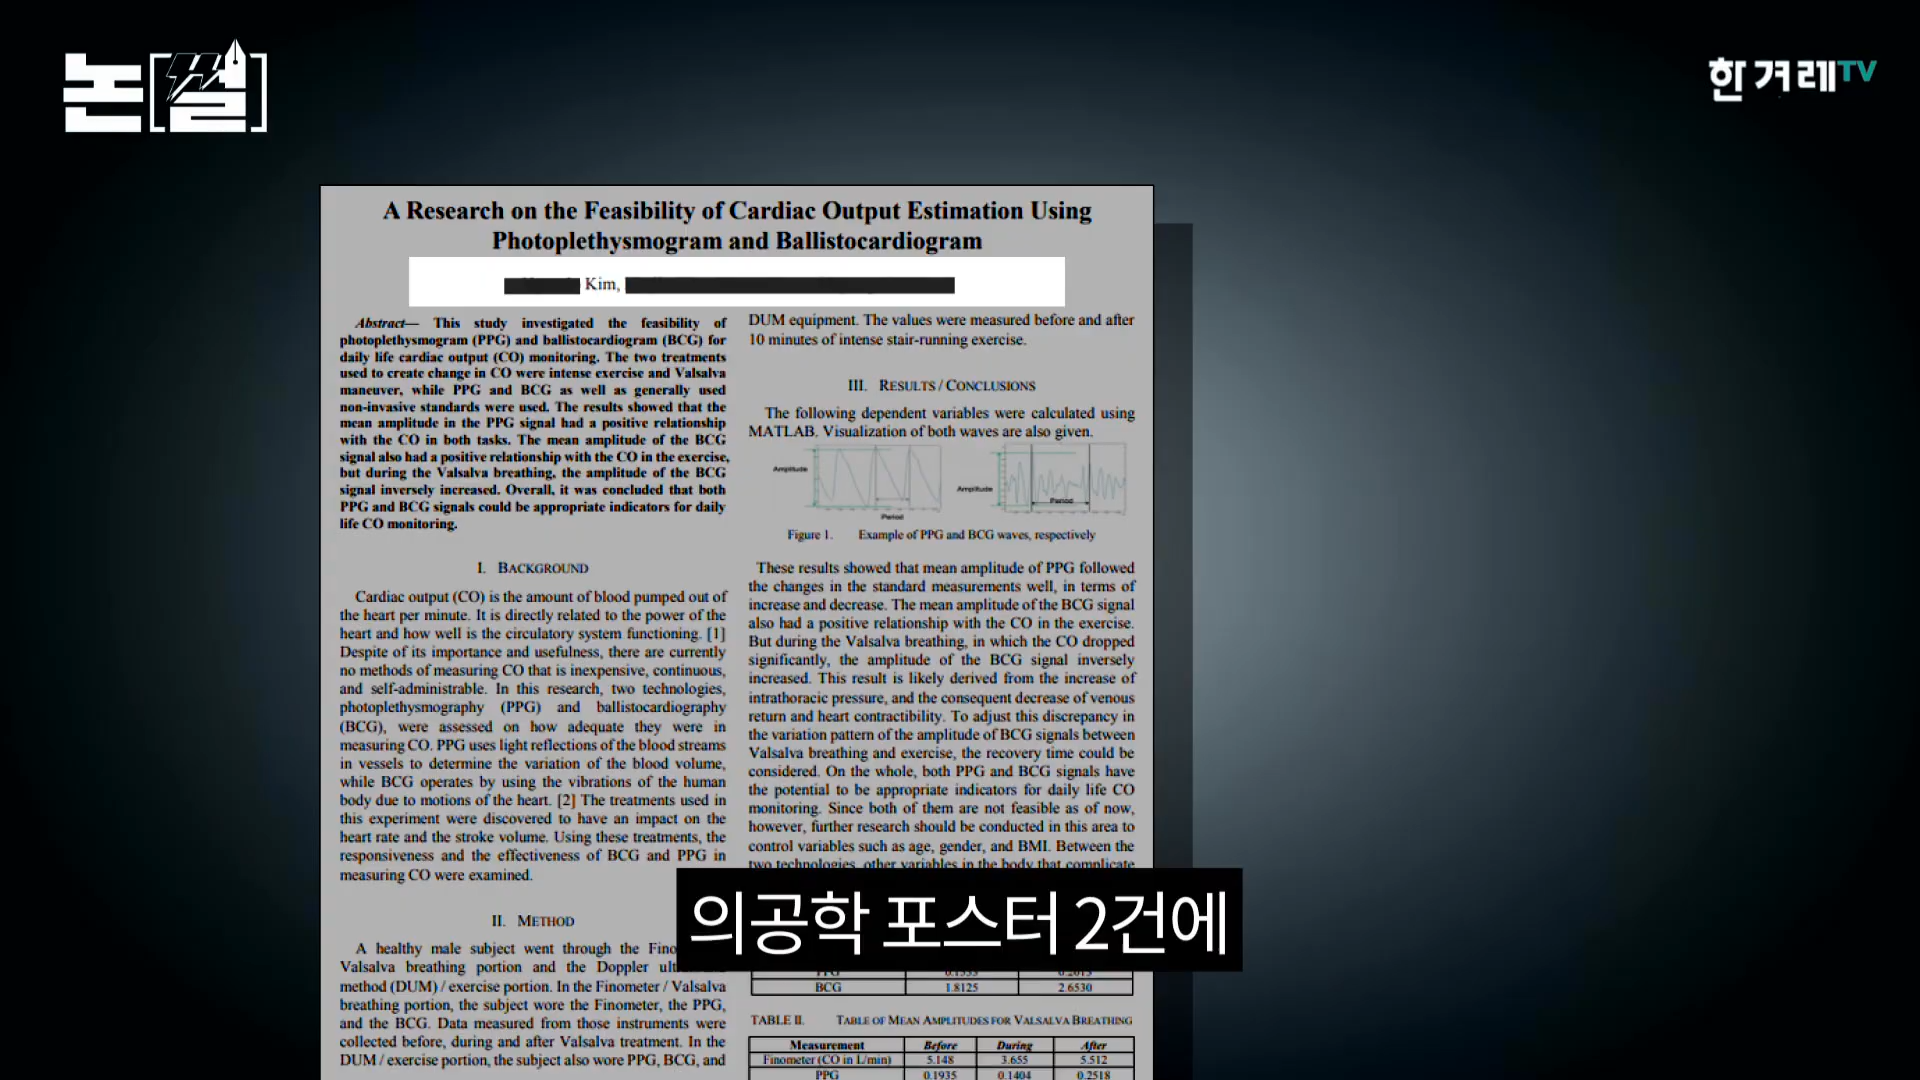 논[썰]
한겨레TV
A Research on the Feasibility of Cardiac Output Estimation Using
Photoplethysmogram and Ballistocardiogram
Kim,
Abstract— This study investigated the feasibility of
photoplethysmogram (PPG) and ballistocardiogram (BCG) for
daily life cardiac output (CO) monitoring. The two treatments
used to create change in CO were intense exercise and Valsalva
maneuver, while PPG and BCG as well as generally used
non-invasive standards were used. The results showed that the
mean amplitude in the PPG signal had a positive relationship
with the CO in both tasks. The mean amplitude of the BCG
signal also had a positive relationship with the CO in the exercise,
but during the Valsalva breathing, the amplitude of the BCG
signal inversely increased. Overall, it was concluded that both
PPG and BCG signals could be appropriate indicators for daily
life CO monitoring.
I. BACKGROUND
Cardiac output (CO) is the amount of blood pumped out of
the heart per minute. It is directly related to the power of the
heart and how well is the circulatory system functioning. [1]
Despite of its importance and usefulness, there are currently
no methods of measuring CO that is inexpensive, continuous,
and self-administrable. In this research, two technologies,
photoplethysmography (PPG) and ballistocardiography
(BCG), were assessed on how adequate they were in
measuring CO. PPG uses light reflections of the blood streams
in vessels to determine the variation of the blood volume,
while BCG operates by using the vibrations of the human
body due to motions of the heart. [2] The treatments used in
this experiment were discovered to have an impact on the
heart rate and the stroke volume. Using these treatments, the
responsiveness and the effectiveness of BCG and PPG in
measuring CO were examined.
II. METHOD
A healthy male subject went through the
Valsalva breathing portion and the Doppler
method (DUM) / exercise portion. In the Finometer / Valsalva
breathing portion, the subject wore the Finometer, the PPG,
and the BCG. Data measured from those instruments were
collected before, during and after Valsalva treatment. In the
DUM / exercise portion, the subject also wore PPG, BCG, and
DUM equipment. The values were measured before and after
10 minutes of intense stair-running exercise.
III. RESULTS / CONCLUSIONS
The following dependent variables were calculated using
MATLAB. Visualization of both waves are also given.
Amplitude
Period
Amplitude
Period
Figure 1. Example of PPG and BCG waves, respectively
These results showed that mean amplitude of PPG followed
the changes in the standard measurements well, in terms of
increase and decrease. The mean amplitude of the BCG signal
also had a positive relationship with the CO in the exercise.
But during the Valsalva breathing, in which the CO dropped
significantly, the amplitude of the BCG signal inversely
increased. This result is likely derived from the increase of
intrathoracic pressure, and the consequent decrease of venous
return and heart contractibility. To adjust this discrepancy in
the variation pattern of the amplitude of BCG signals between
Valsalva breathing and exercise, the recovery time could be
considered. On the whole, both PPG and BCG signals have
the potential to be appropriate indicators for daily life CO
monitoring. Since both of them are not feasible as of now,
however, further research should be conducted in this area to
control variables such as age, gender, and BMI. Between the
two technologies, other variables in the body that complicate
의공학 포스터 2건에
BCG 1.8125 2.6530
TABLE II. TABLE OF MEAN AMPLITUDES FOR VALSALVA BREATHING
Measurement Before During After
Finometer (CO in L/min) 5.148 3.655 5.512
PPG 0.1935 0.1404 0.2518